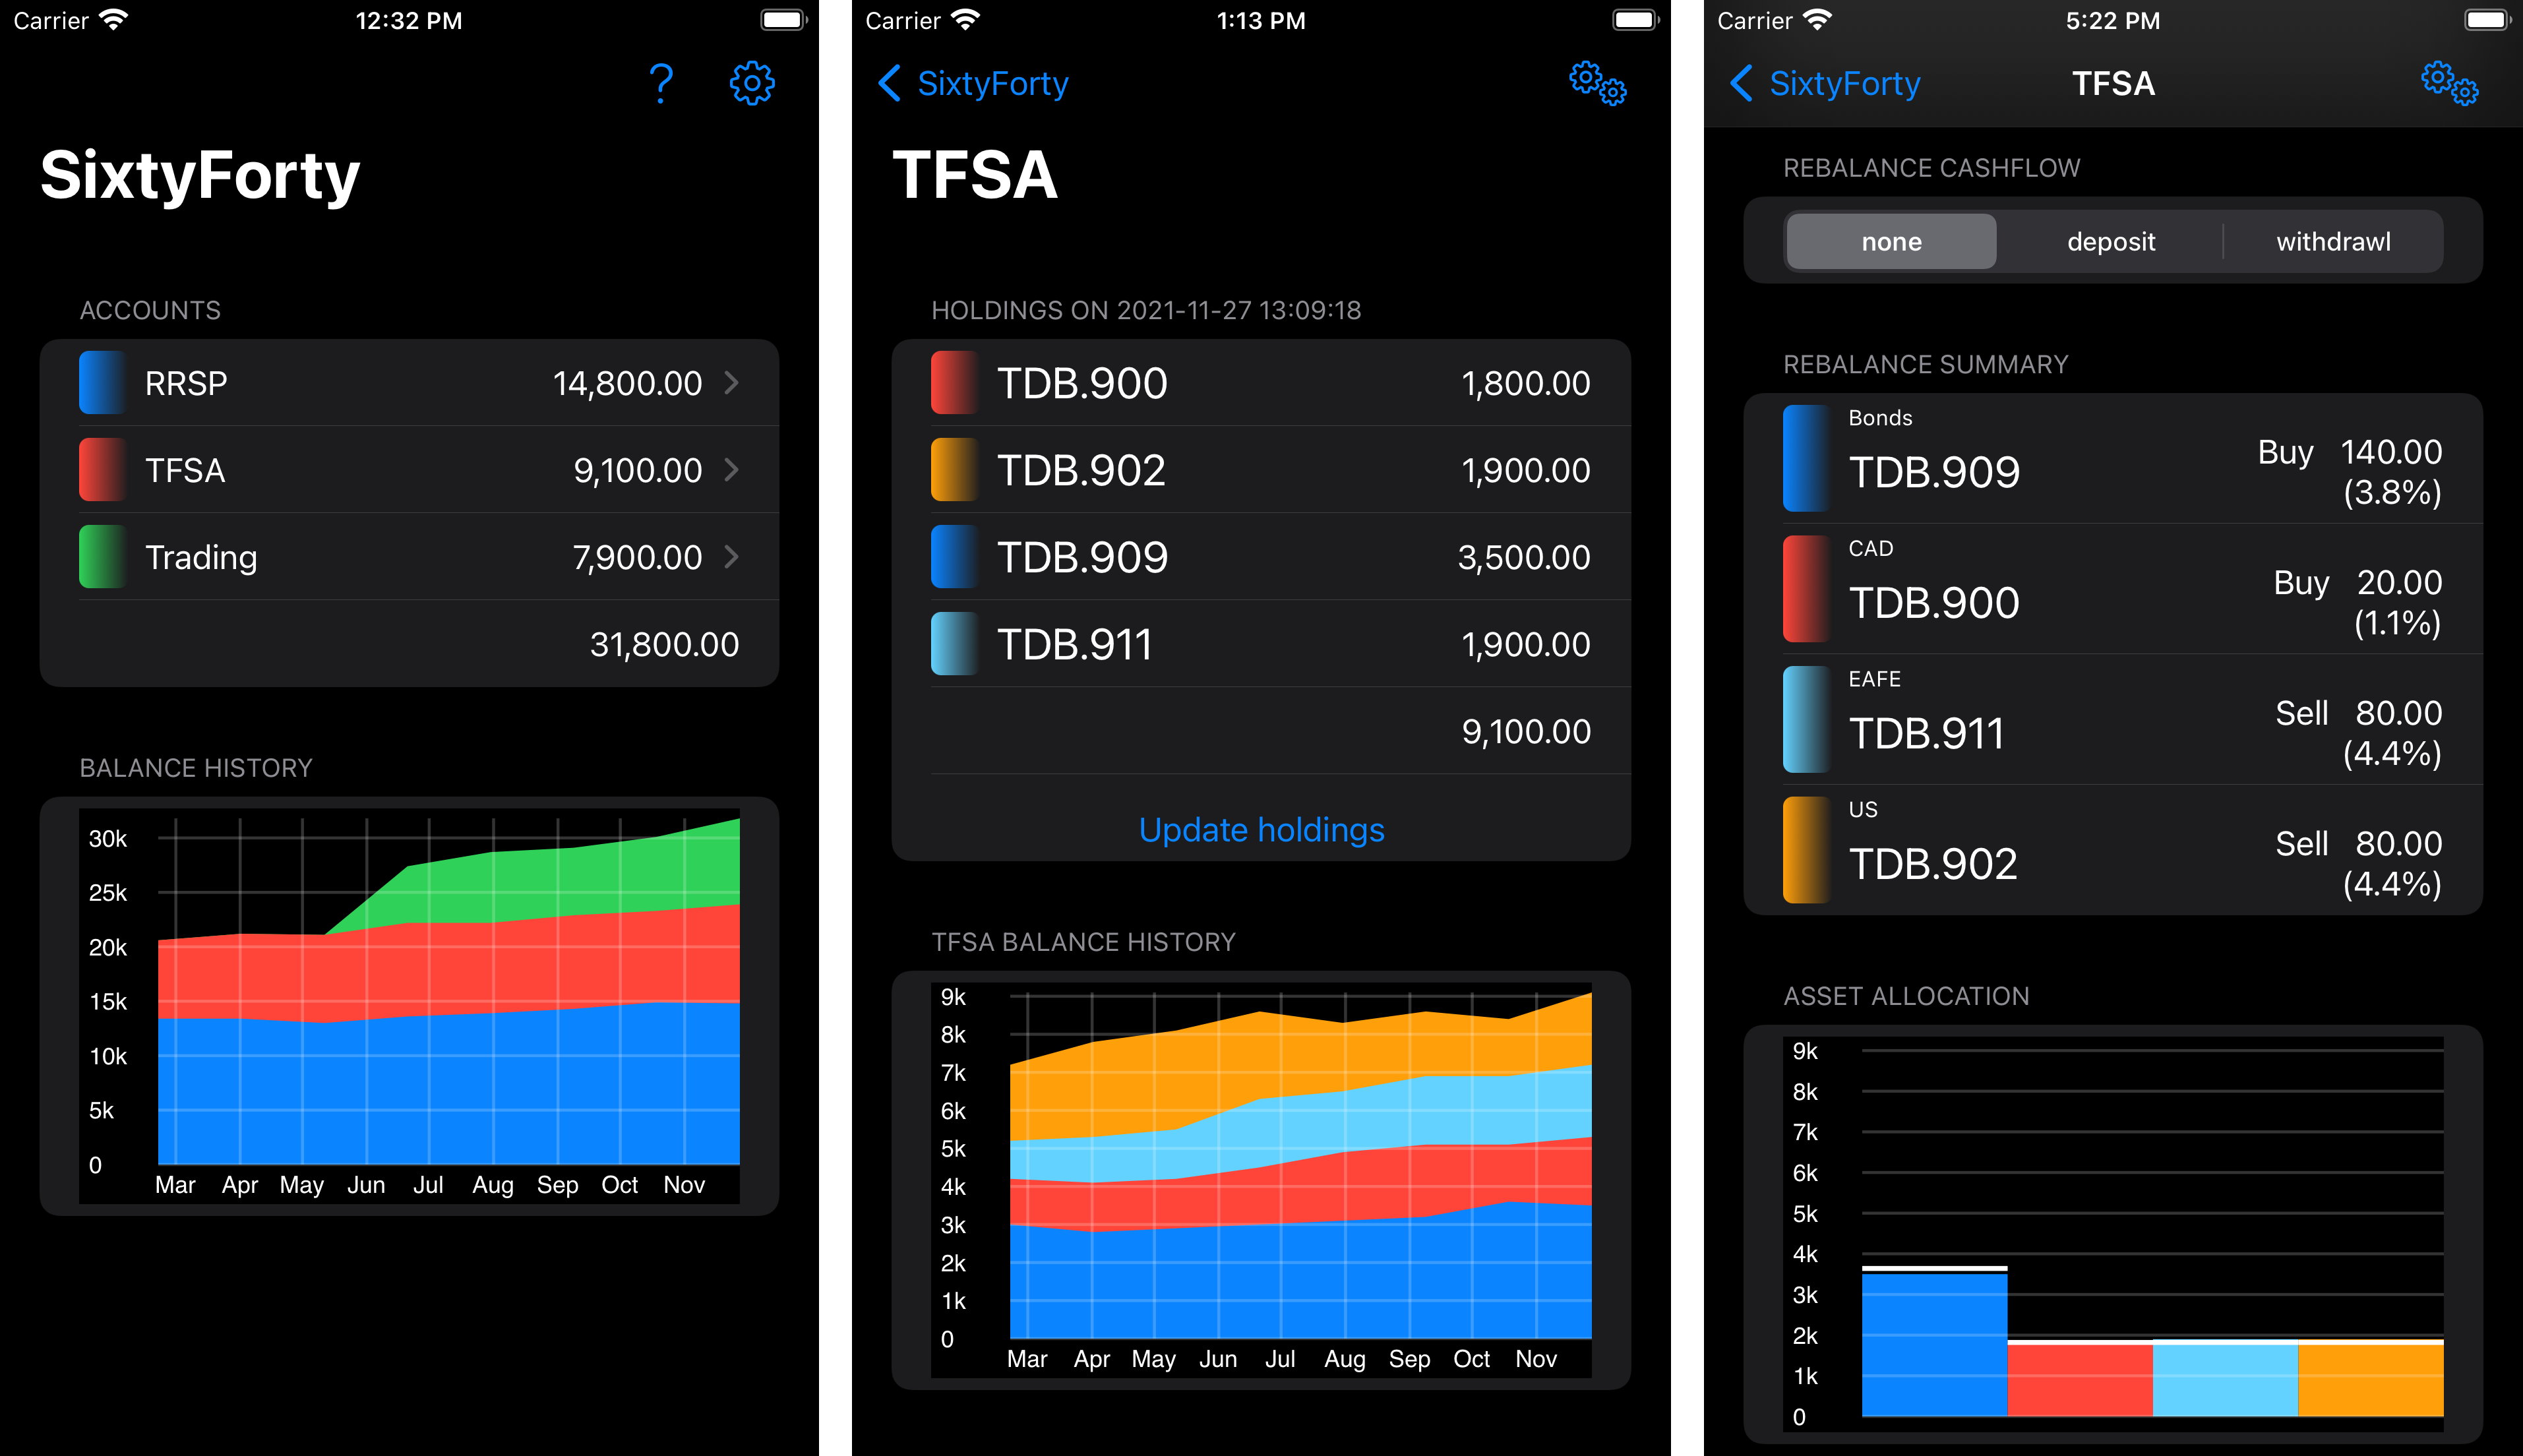 Carrier 12:32 PM
?
SixtyForty
ACCOUNTS
RRSP 14,800.00
TFSA 9,100.00
Trading 7,900.00
31,800.00
BALANCE HISTORY
30k
25k
20k
15k
10k
5k
0
Mar Apr May Jun Jul Aug Sep Oct Nov
Carrier 1:13 PM
SixtyForty
TFSA
HOLDINGS ON 2021-11-27 13:09:18
TDB.900 1,800.00
TDB.902 1,900.00
TDB.909 3,500.00
TDB.911 1,900.00
9,100.00
Update holdings
TFSA BALANCE HISTORY
9k
8k
7k
6k
5k
4k
3k
2k
1k
0
Mar Apr May Jun Jul Aug Sep Oct Nov
Carrier 5:22 PM
SixtyForty TFSA
REBALANCE CASHFLOW
none deposit withdrawl
REBALANCE SUMMARY
Bonds
TDB.909 Buy 140.00
(3.8%)
CAD
TDB.900 Buy 20.00
(1.1%)
EAFE
TDB.911 Sell 80.00
(4.4%)
US
TDB.902 Sell 80.00
(4.4%)
ASSET ALLOCATION
9k
8k
7k
6k
5k
4k
3k
2k
1k
0